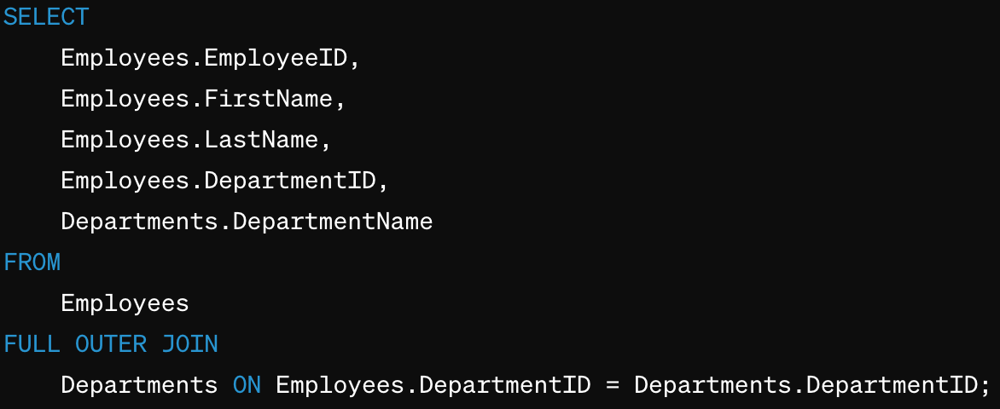 SELECT
    Employees.EmployeeID,
    Employees.FirstName,
    Employees.LastName,
    Employees.DepartmentID,
    Departments.DepartmentName
FROM
    Employees
FULL OUTER JOIN
    Departments ON Employees.DepartmentID = Departments.DepartmentID;